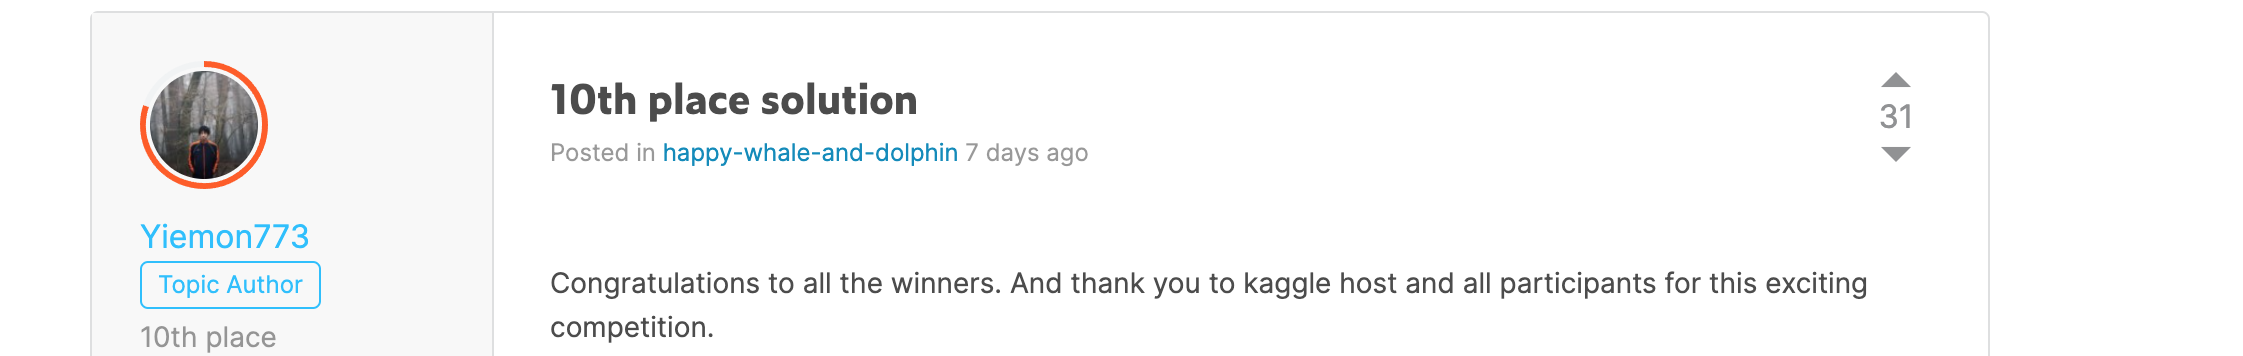 10th place solution
31
Posted in happy-whale-and-dolphin 7 days ago
Yiemon773
Topic Author
10th place
Congratulations to all the winners. And thank you to kaggle host and all participants for this exciting
competition.